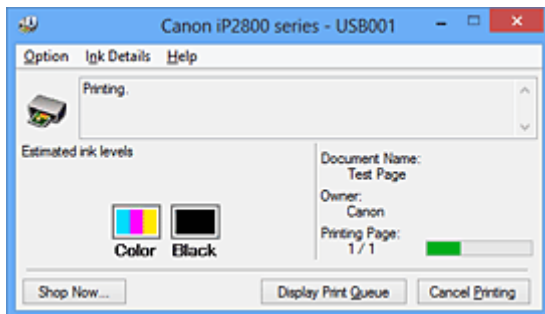 Canon iP2800 series - USB001
Option Ink Details Help
Printing.
Estimated ink levels
Color Black
Document Name:
Test Page
Owner:
Canon
Printing Page:
1 / 1
Shop Now... Display Print Queue Cancel Printing